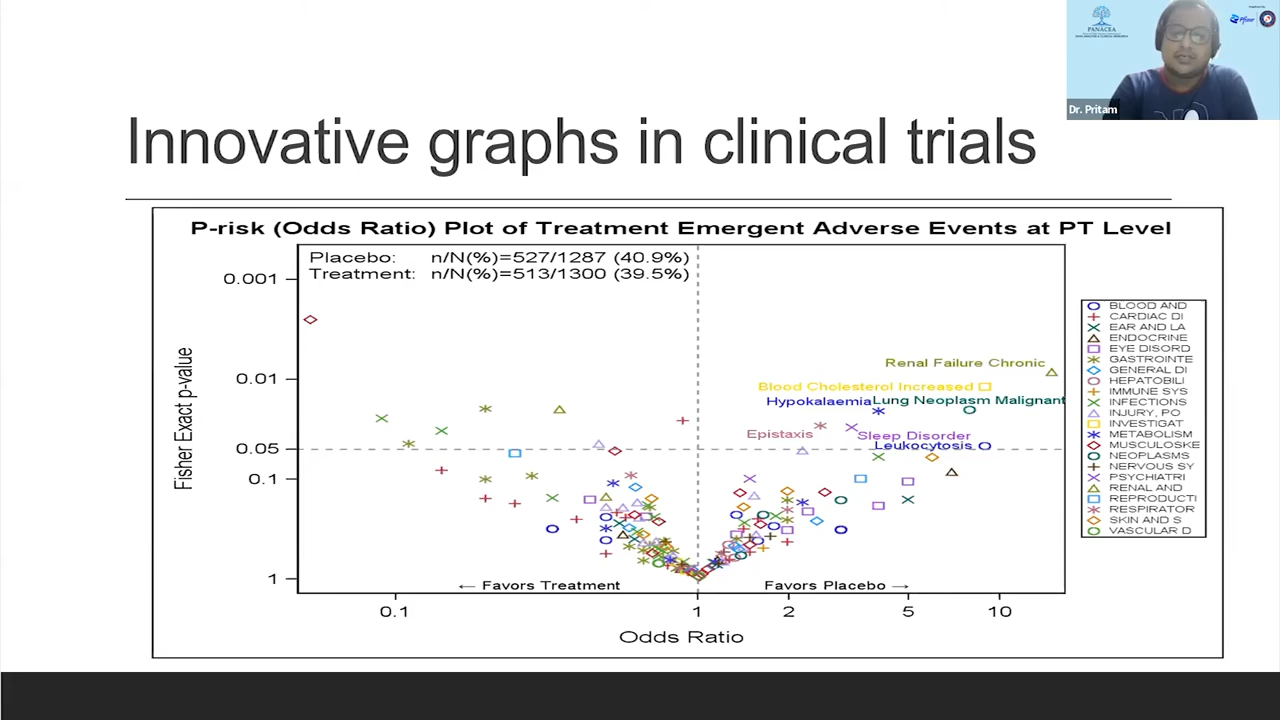 PANACEA
Pfizer
Dr. Pritam
Innovative graphs in clinical trials
P-risk (Odds Ratio) Plot of Treatment Emergent Adverse Events at PT Level
Placebo: n/N(%)=527/1287 (40.9%)
Treatment: n/N(%)=513/1300 (39.5%)
Fisher Exact p-value
0.001
0.01
0.05
0.1
1
Renal Failure Chronic
Blood Cholesterol Increased
Hypokalaemia
Lung Neoplasm Malignant
Epistaxis
Sleep Disorder
Leukocytosis
← Favors Treatment
Favors Placebo →
0.1
1
2
5
10
Odds Ratio
BLOOD AND
CARDIAC DI
EAR AND LA
ENDOCRINE
EYE DISORD
GASTROINTE
GENERAL DI
HEPATOBILI
IMMUNE SYS
INFECTIONS
INJURY, PO
INVESTIGAT
METABOLISM
MUSCULOSKE
NEOPLASMS
NERVOUS SY
PSYCHIATRI
RENAL AND
REPRODUCTI
RESPIRATOR
SKIN AND S
VASCULAR D